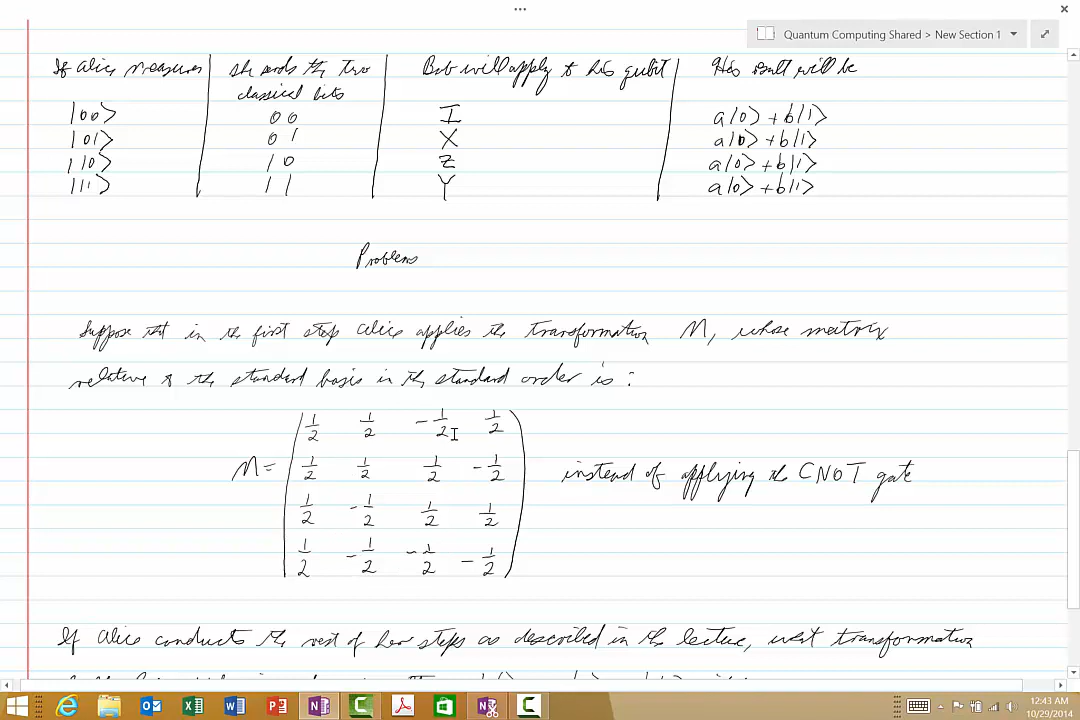 Quantum Computing Shared > New Section 1
If Alice measures | She sends the two classical bits | Bob will apply to his qubit | His result will be
|00> | 00 | I | a|0> + b|1>
|01> | 01 | X | a|0> + b|1>
|10> | 10 | Z | a|0> + b|1>
|11> | 11 | Y | a|0> + b|1>
Problem
Suppose that in the first step Alice applies the transformation M, whose matrix
relative to the standard basis in the standard order is:
M = ( 1/2 1/2 -1/2 1/2
1/2 1/2 1/2 -1/2
1/2 -1/2 1/2 1/2
1/2 -1/2 -1/2 -1/2 ) instead of applying the CNOT gate
If Alice conducts the rest of her steps as described in the lecture, what transformation
12:43 AM
10/29/2014